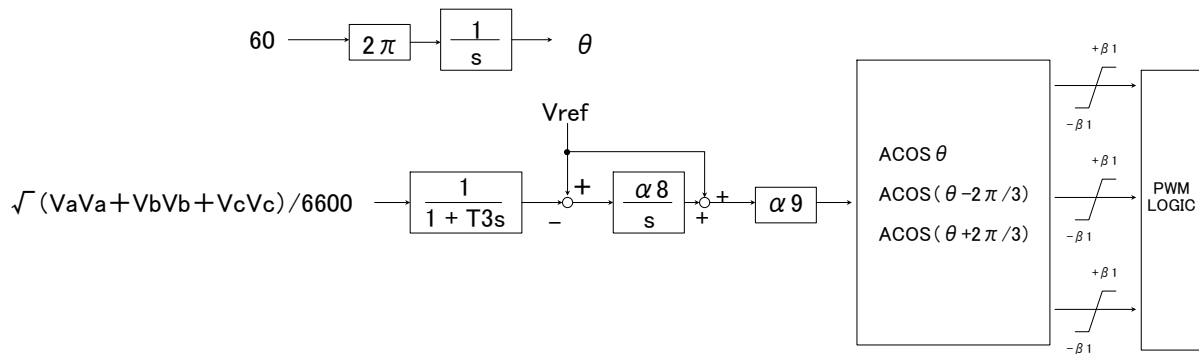 60
2π
1
s
θ
Vref
√(VaVa+VbVb+VcVc)/6600
1
1 + T3s
+
−
α8
s
+
+
α9
ACOSθ
ACOS(θ-2π/3)
ACOS(θ+2π/3)
+β1
-β1
+β1
-β1
+β1
-β1
PWM
LOGIC